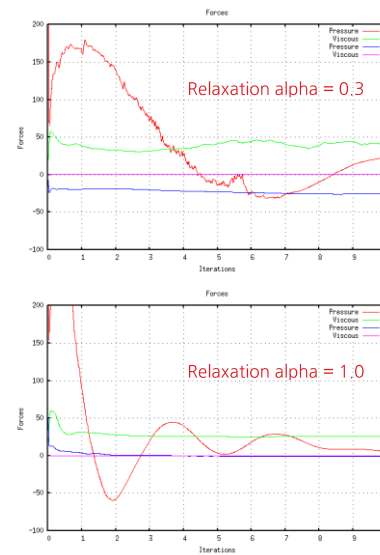 Forces
200
Pressure
Viscous
Pressure
Viscous
150
Relaxation alpha = 0.3
100
Forces
50
0
-50
-100
0 1 2 3 4 5 6 7 8 9
Iterations
Forces
200
Pressure
Viscous
Pressure
Viscous
150
Relaxation alpha = 1.0
100
Forces
50
0
-50
-100
0 1 2 3 4 5 6 7 8 9
Iterations